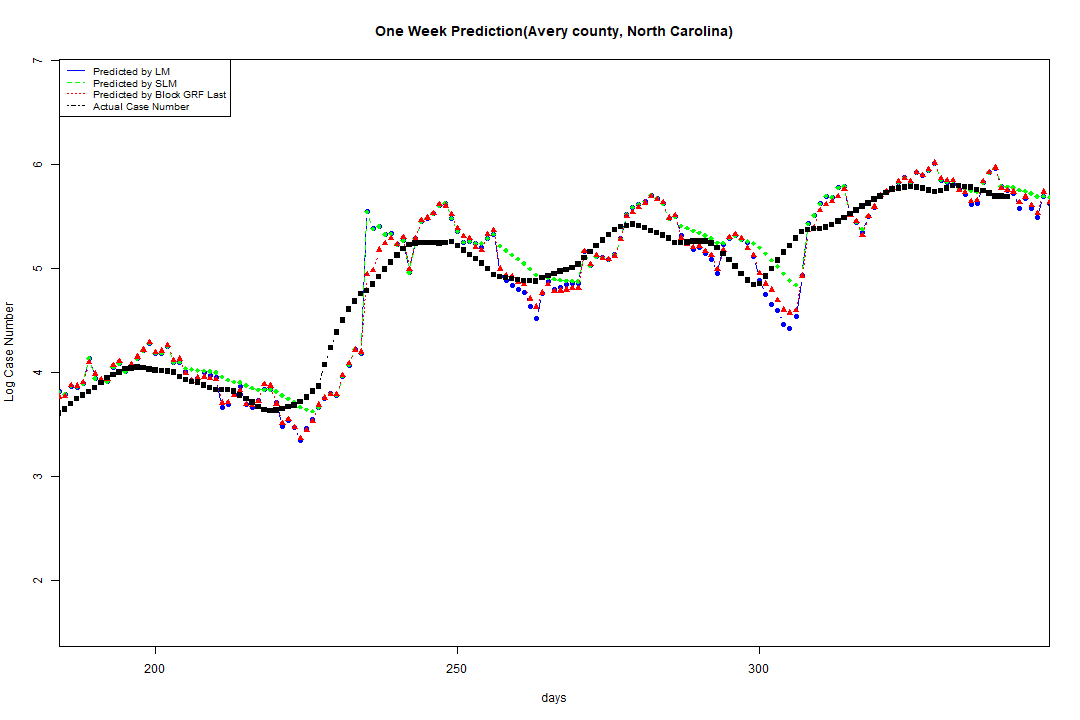 One Week Prediction(Avery county, North Carolina)
Predicted by LM
Predicted by SLM
Predicted by Block GRF Last
Actual Case Number
7
6
5
4
3
2
Log Case Number
200
250
300
days